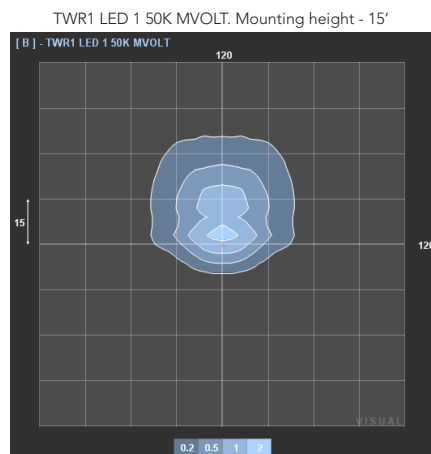 TWR1 LED 1 50K MVOLT. Mounting height - 15’
[ B ] - TWR1 LED 1 50K MVOLT
120
15
120
VISUAL
0.2 0.5 1 2